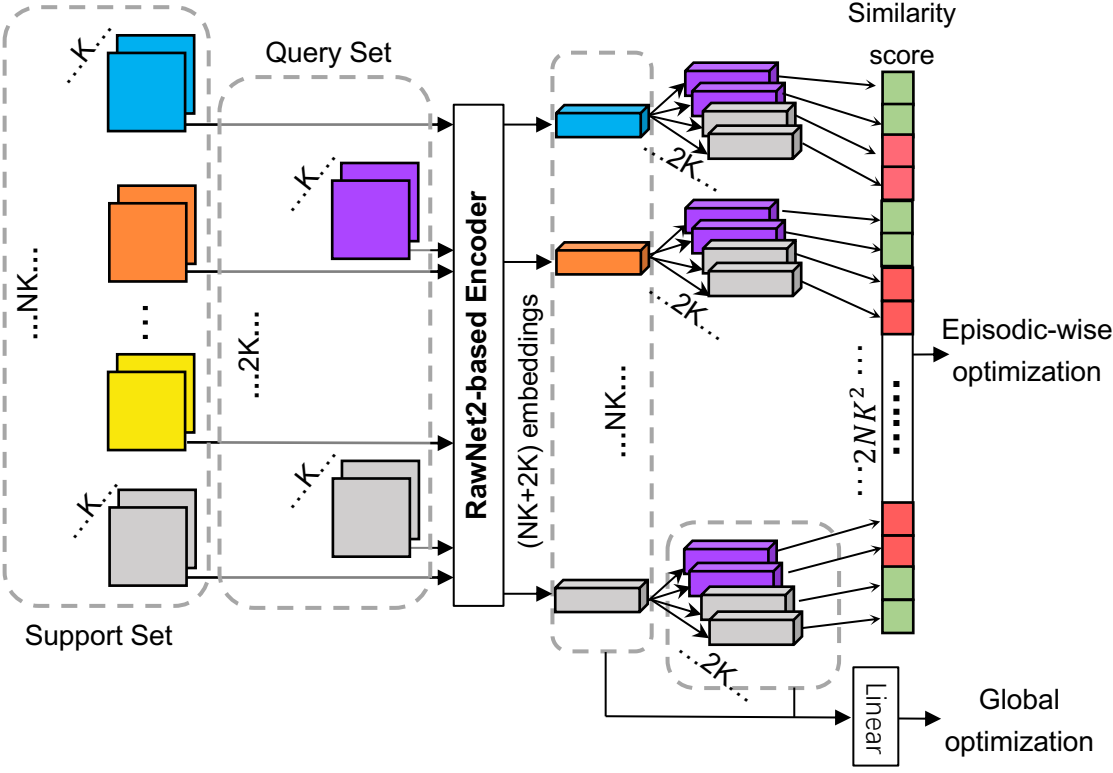 Similarity
score
Query Set
...K...
...K...
...NK...
...2K...
...K...
...K...
Support Set
RawNet2-based Encoder
(NK+2K) embeddings
...NK...
...2K...
...2K...
...2K...
...2NK²...
Episodic-wise
optimization
Linear
Global
optimization